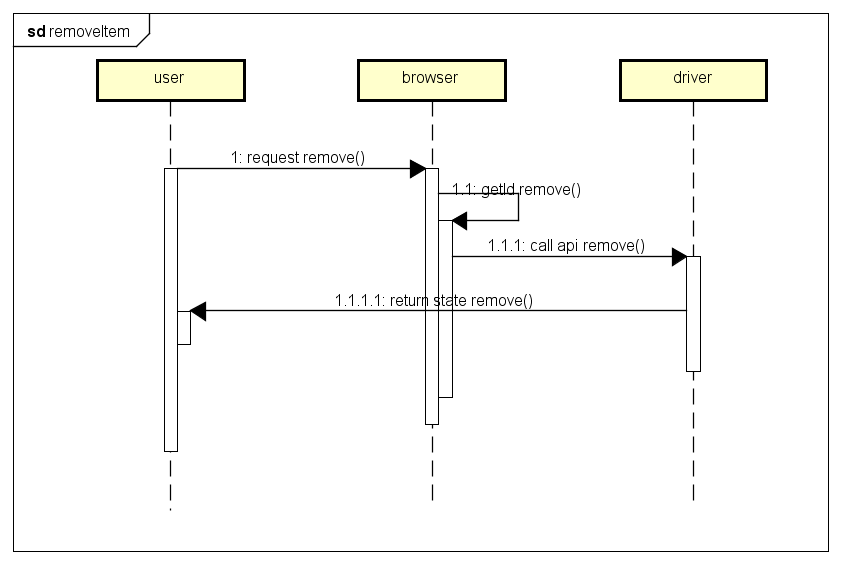 sd removeItem
user
browser
driver
1: request remove()
1.1: getId remove()
1.1.1: call api remove()
1.1.1.1: return state remove()